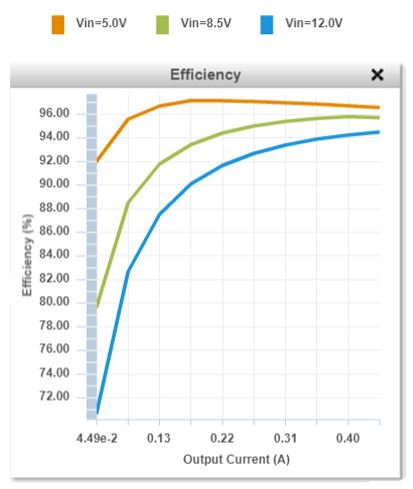 Vin=5.0V Vin=8.5V Vin=12.0V
Efficiency
96.00
94.00
92.00
90.00
88.00
86.00
84.00
82.00
80.00
78.00
76.00
74.00
72.00
Efficiency (%)
4.49e-2 0.13 0.22 0.31 0.40
Output Current (A)